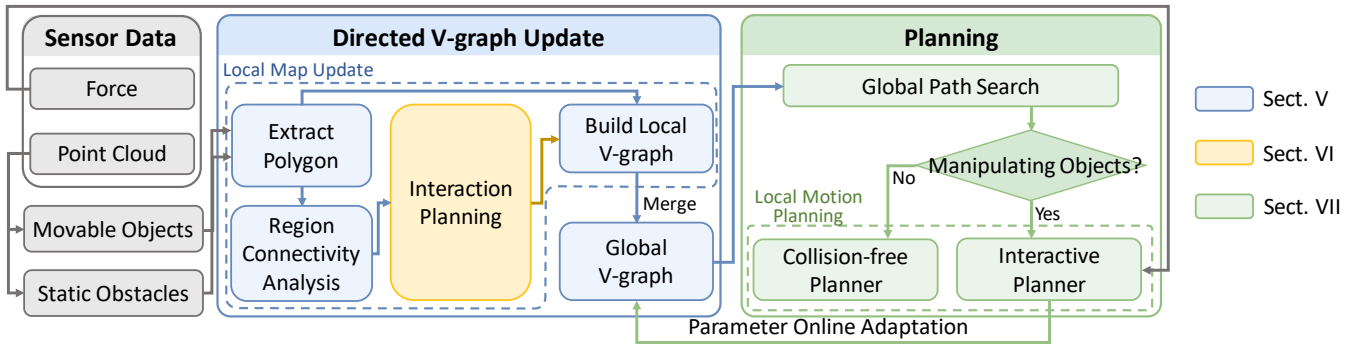 Sensor Data
Force
Point Cloud
Movable Objects
Static Obstacles
Directed V-graph Update
Local Map Update
Extract
Polygon
Region
Connectivity
Analysis
Interaction
Planning
Build Local
V-graph
Merge
Global
V-graph
Planning
Global Path Search
Manipulating Objects?
No
Yes
Local Motion
Planning
Collision-free
Planner
Interactive
Planner
Parameter Online Adaptation
Sect. V
Sect. VI
Sect. VII